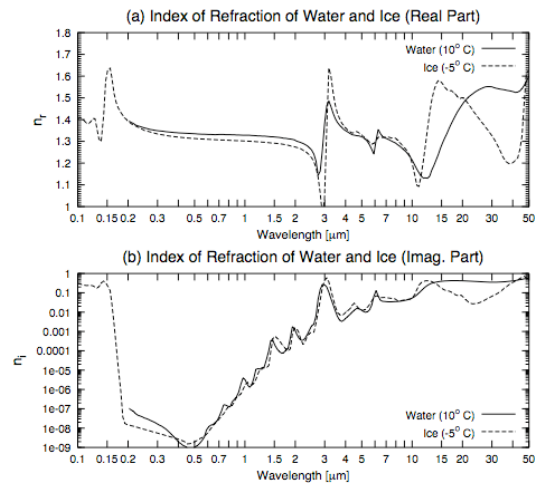 (a) Index of Refraction of Water and Ice (Real Part)
1.8
1.7
1.6
1.5
1.4
1.3
1.2
1.1
1
nr
Water (10° C)
Ice (-5° C)
0.1 0.15 0.2 0.3 0.5 0.7 1 1.5 2 3 4 5 7 10 15 20 30 50
Wavelength [μm]
(b) Index of Refraction of Water and Ice (Imag. Part)
1
0.1
0.01
0.001
0.0001
1e-05
1e-06
1e-07
1e-08
1e-09
ni
Water (10° C)
Ice (-5° C)
0.1 0.15 0.2 0.3 0.5 0.7 1 1.5 2 3 4 5 7 10 15 20 30 50
Wavelength [μm]